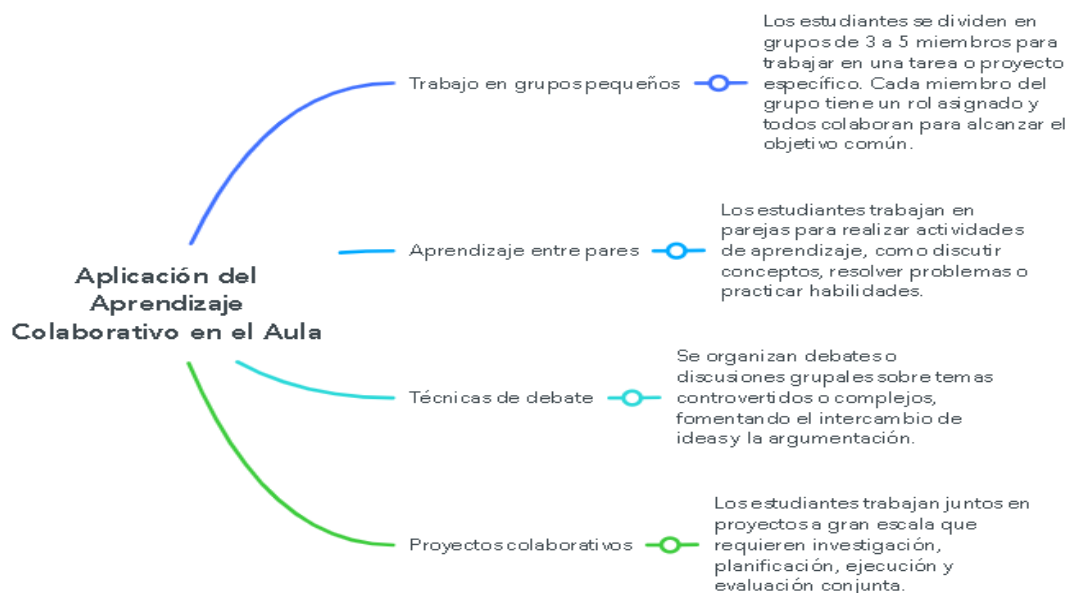 Aplicación del
Aprendizaje
Colaborativo en el Aula
Trabajo en grupos pequeños
Los estudiantes se dividen en
grupos de 3 a 5 miembros para
trabajar en una tarea o proyecto
específico. Cada miembro del
grupo tiene un rol asignado y
todos colaboran para alcanzar el
objetivo común.
Aprendizaje entre pares
Los estudiantes trabajan en
parejas para realizar actividades
de aprendizaje, como discutir
conceptos, resolver problemas o
practicar habilidades.
Técnicas de debate
Se organizan debates o
discusiones grupales sobre temas
controvertidos o complejos,
fomentando el intercambio de
ideas y la argumentación.
Proyectos colaborativos
Los estudiantes trabajan juntos en
proyectos a gran escala que
requieren investigación,
planificación, ejecución y
evaluación conjunta.